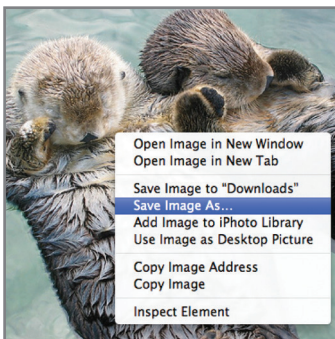 Open Image in New Window
Open Image in New Tab
Save Image to "Downloads"
Save Image As...
Add Image to iPhoto Library
Use Image as Desktop Picture
Copy Image Address
Copy Image
Inspect Element